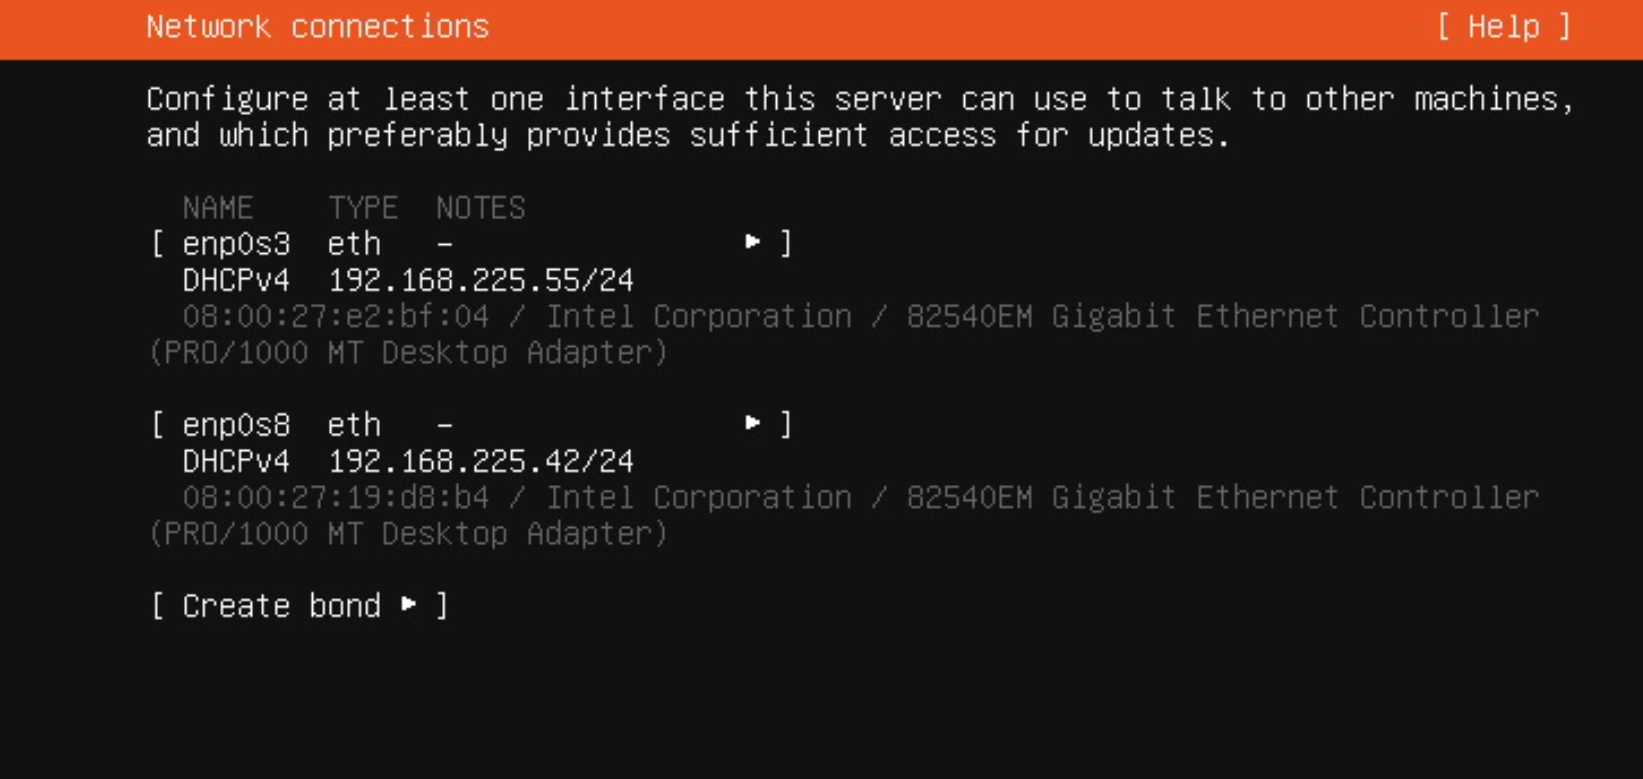 Network connections [ Help ]
Configure at least one interface this server can use to talk to other machines,
and which preferably provides sufficient access for updates.
NAME TYPE NOTES
[ enp0s3 eth - ▸ ]
DHCPv4 192.168.225.55/24
08:00:27:e2:bf:04 / Intel Corporation / 82540EM Gigabit Ethernet Controller
(PRO/1000 MT Desktop Adapter)
[ enp0s8 eth - ▸ ]
DHCPv4 192.168.225.42/24
08:00:27:19:d8:b4 / Intel Corporation / 82540EM Gigabit Ethernet Controller
(PRO/1000 MT Desktop Adapter)
[ Create bond ▸ ]